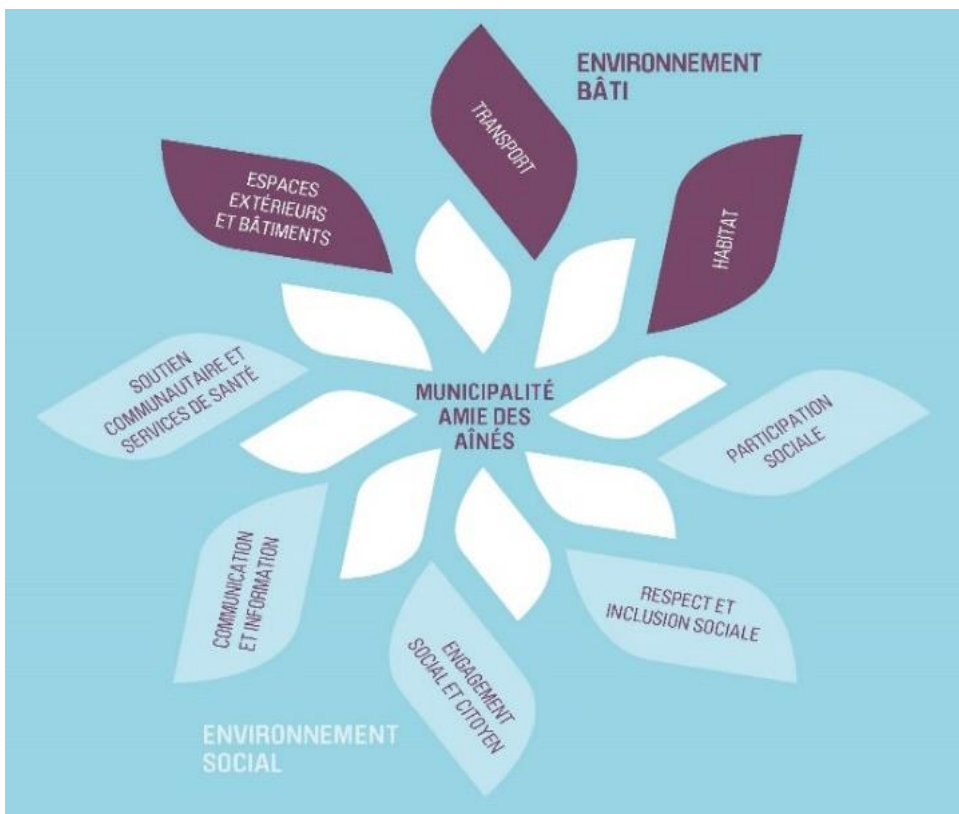 ENVIRONNEMENT
BÂTI
TRANSPORT
ESPACES
EXTÉRIEURS
ET BÂTIMENTS
HABITAT
SOUTIEN
COMMUNAUTAIRE ET
SERVICES DE SANTÉ
MUNICIPALITÉ
AMIE DES
AÎNÉS
PARTICIPATION
SOCIALE
COMMUNICATION
ET INFORMATION
RESPECT ET
INCLUSION SOCIALE
ENGAGEMENT
SOCIAL ET CITOYEN
ENVIRONNEMENT
SOCIAL